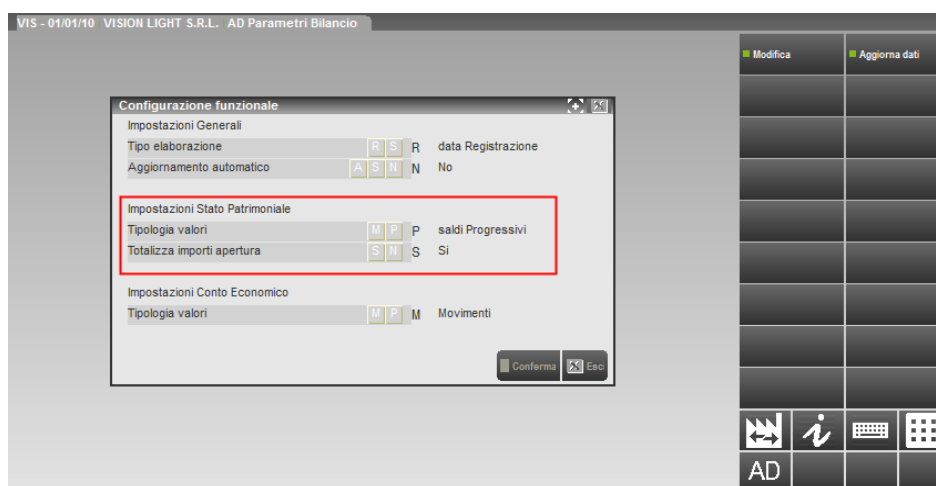 VIS - 01/01/10 VISION LIGHT S.R.L. AD Parametri Bilancio
Modifica
Aggiorna dati
Configurazione funzionale
Impostazioni Generali
Tipo elaborazione R S R data Registrazione
Aggiornamento automatico A S N N No
Impostazioni Stato Patrimoniale
Tipologia valori M P P saldi Progressivi
Totalizza importi apertura S N S Si
Impostazioni Conto Economico
Tipologia valori M P M Movimenti
Conferma Esci
i
AD